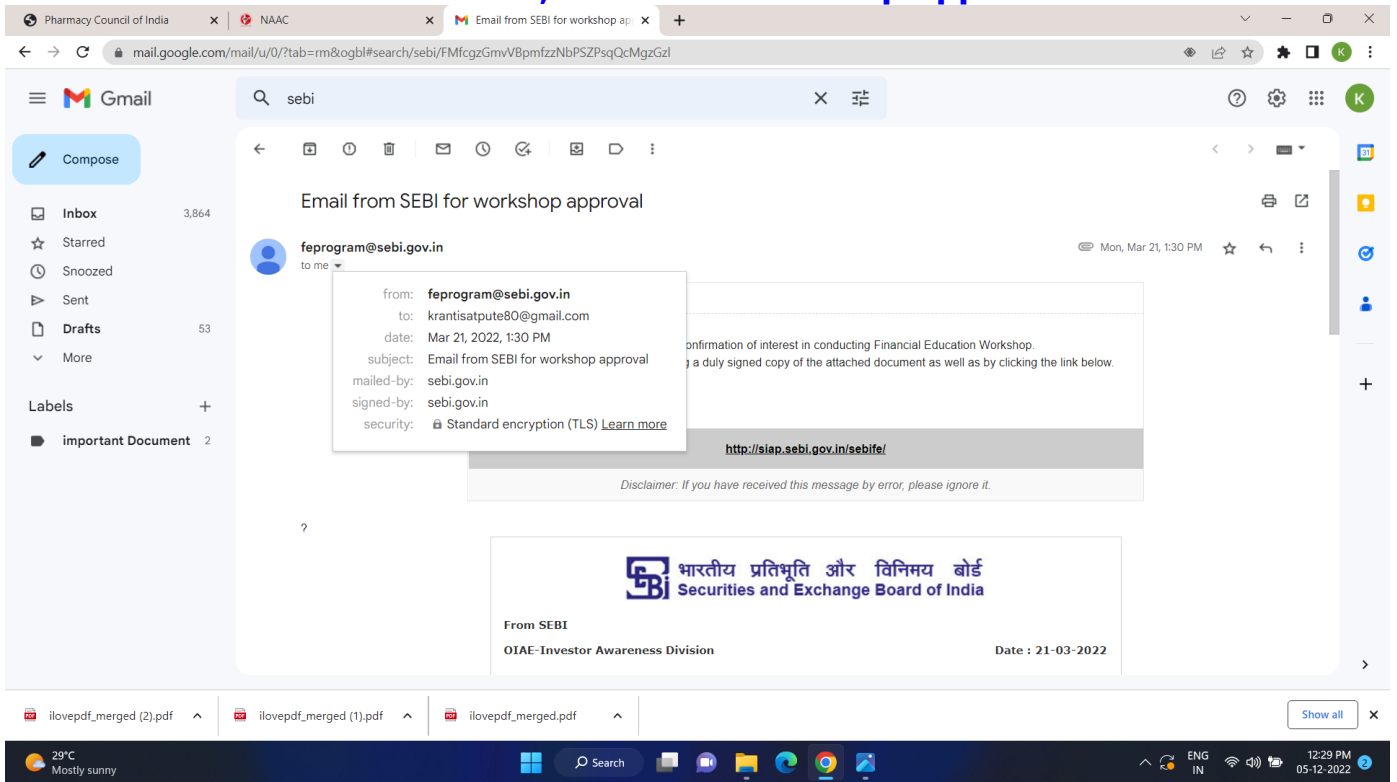 Pharmacy Council of India
NAAC
Email from SEBI for workshop ap
mail.google.com/mail/u/0/?tab=rm&ogbl#search/sebi/FMfcgzGmvVBpmfzzNbPSZPsqQcMgzGzl
K
Gmail
sebi
K
Compose
31
Email from SEBI for workshop approval
Inbox 3,864
Starred
Snoozed
Sent
Drafts 53
More
Labels
important Document 2
feprogram@sebi.gov.in
Mon, Mar 21, 1:30 PM
to me
from: feprogram@sebi.gov.in
to: krantisatpute80@gmail.com
date: Mar 21, 2022, 1:30 PM
subject: Email from SEBI for workshop approval
mailed-by: sebi.gov.in
signed-by: sebi.gov.in
security: Standard encryption (TLS) Learn more
onfirmation of interest in conducting Financial Education Workshop.
a duly signed copy of the attached document as well as by clicking the link below.
http://siap.sebi.gov.in/sebife/
Disclaimer: If you have received this message by error, please ignore it.
?
SEBI
भारतीय प्रतिभूति और विनिमय बोर्ड
Securities and Exchange Board of India
From SEBI
OIAE-Investor Awareness Division
Date : 21-03-2022
ilovepdf_merged (2).pdf
ilovepdf_merged (1).pdf
ilovepdf_merged.pdf
Show all
29°C
Mostly sunny
Search
ENG
IN
12:29 PM
05-12-2022
2